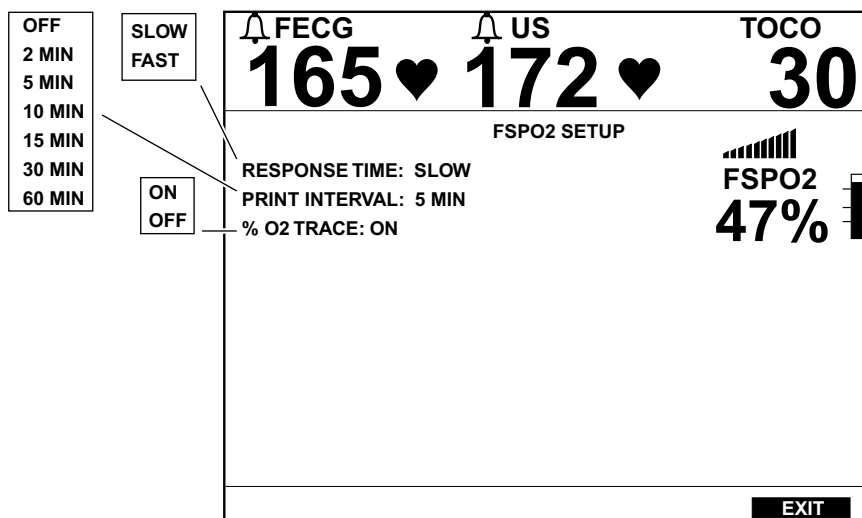 OFF
2 MIN
5 MIN
10 MIN
15 MIN
30 MIN
60 MIN
SLOW
FAST
ON
OFF
FECG US TOCO
165 172 30
FSPO2 SETUP
RESPONSE TIME: SLOW
PRINT INTERVAL: 5 MIN
% O2 TRACE: ON
FSPO2
47%
EXIT